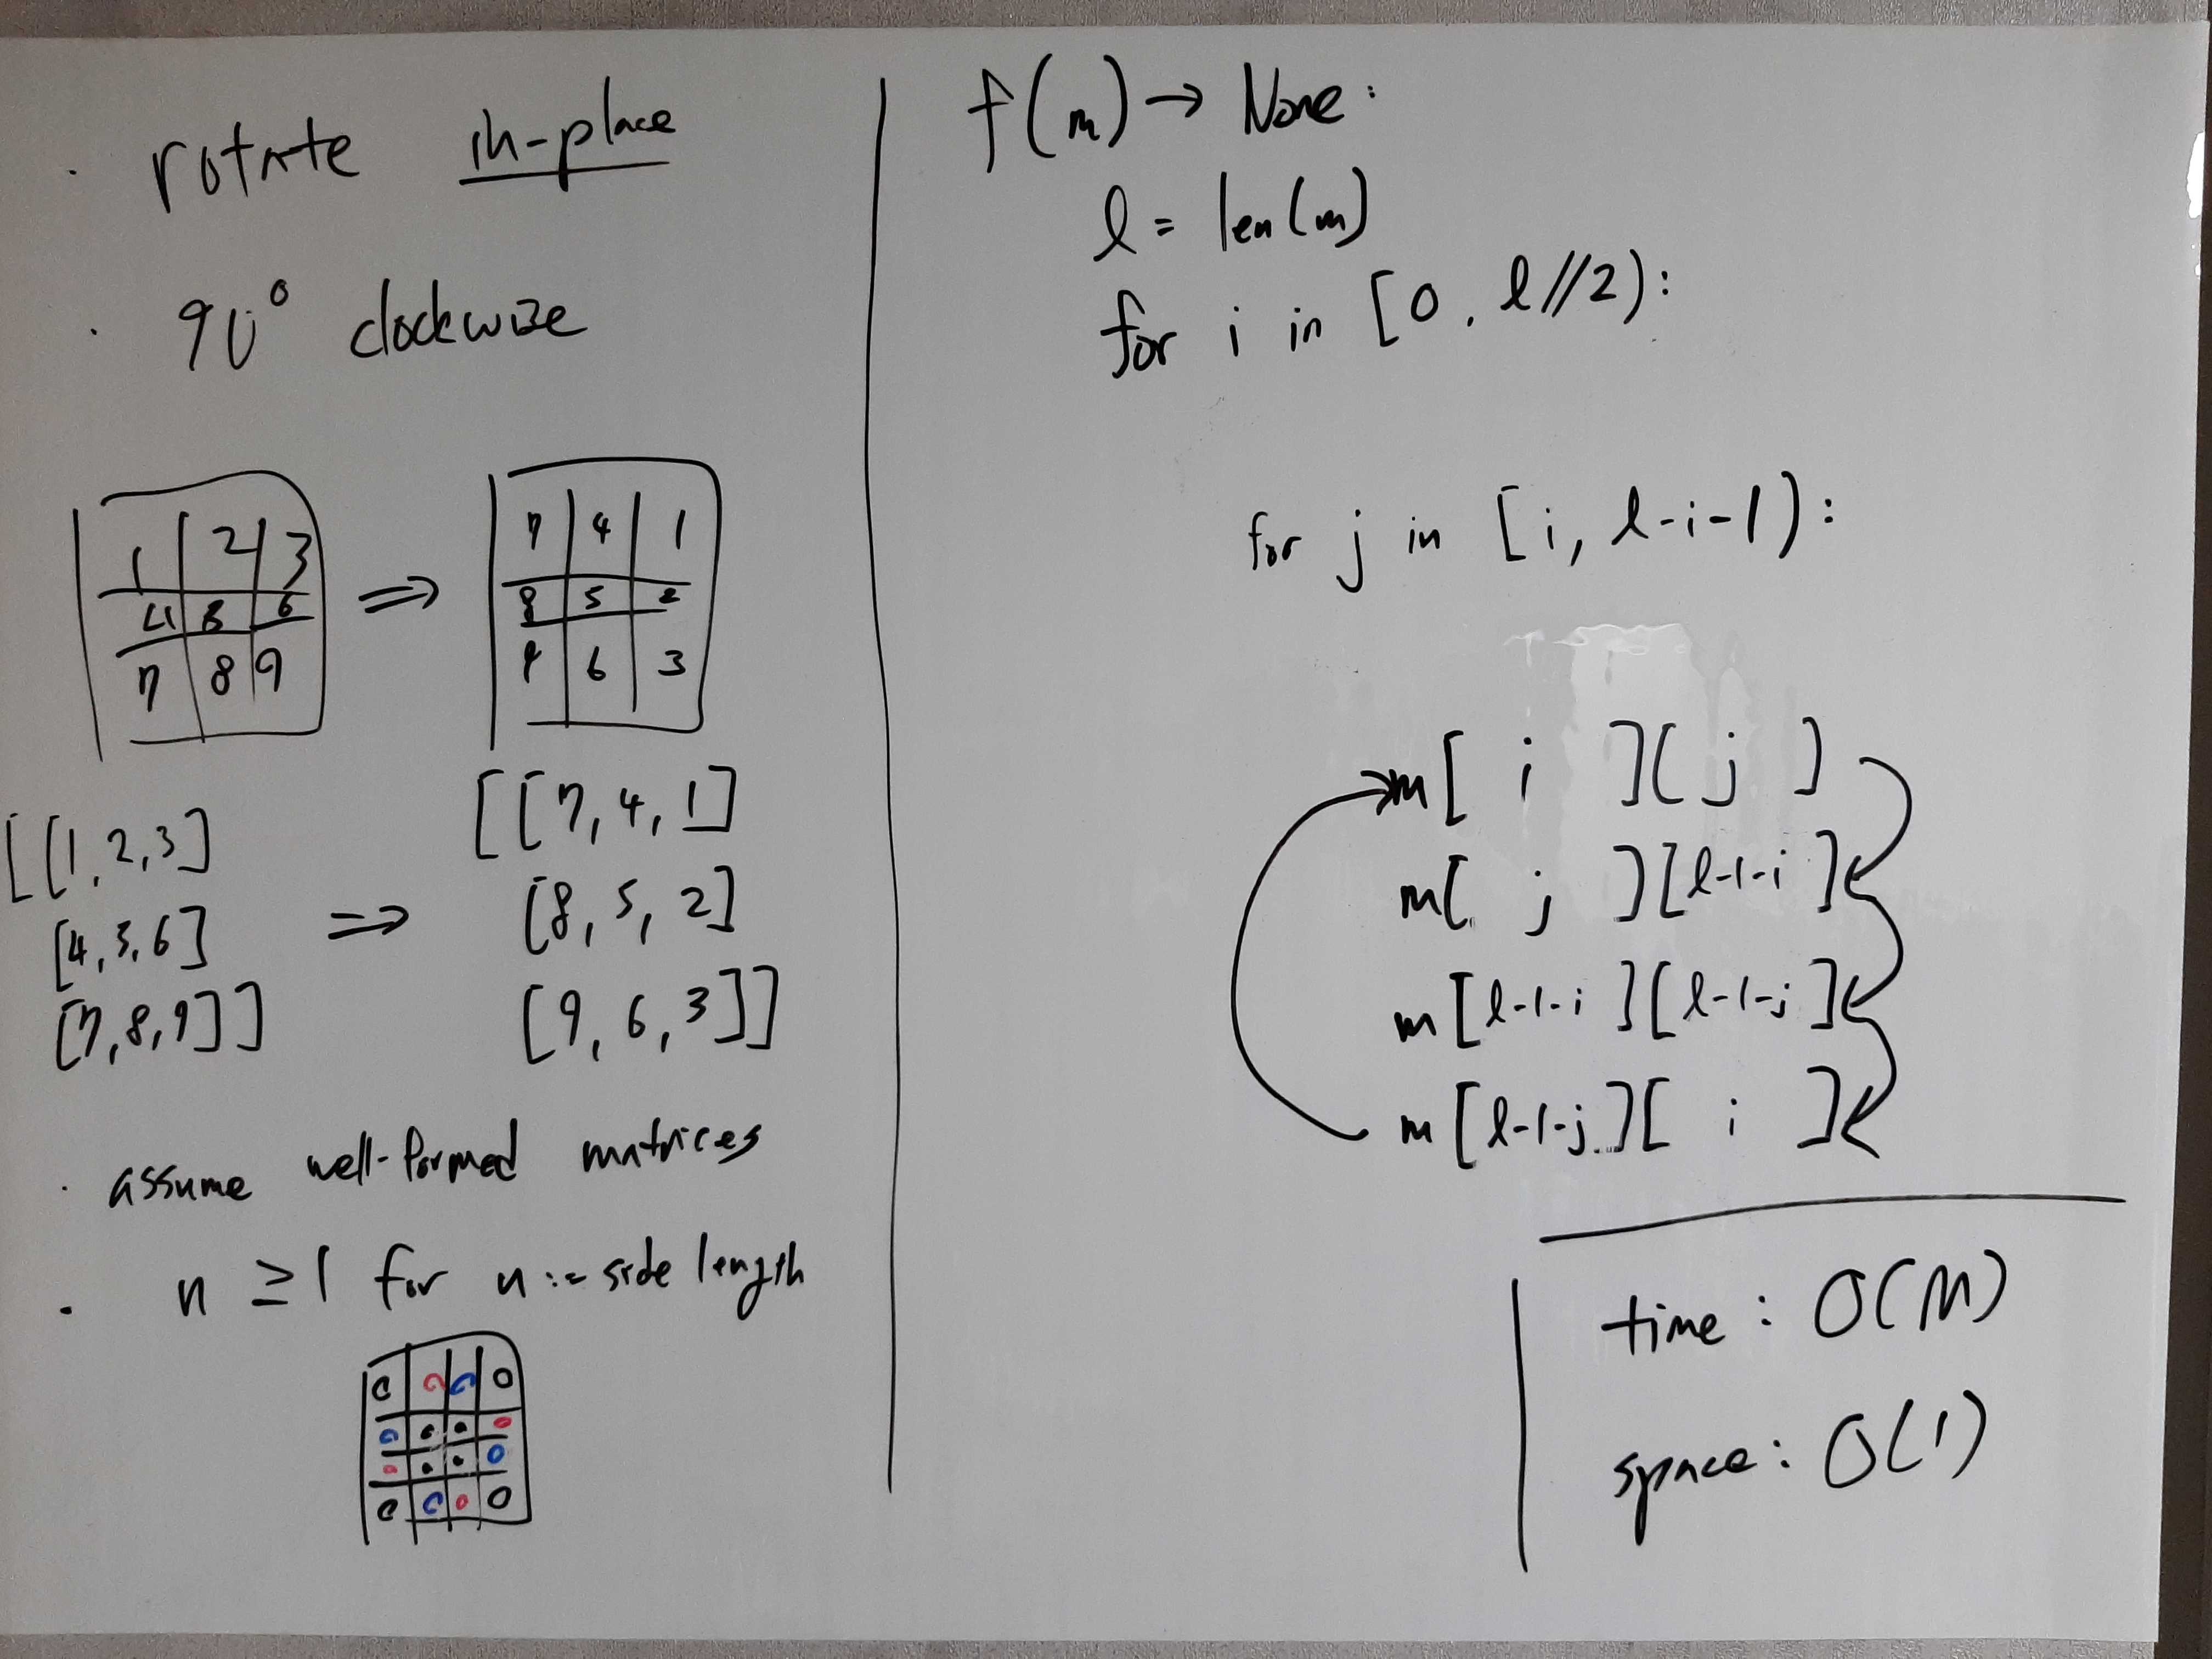 · rotate in-place
· 90° clockwise
1 2 3
4 5 6
7 8 9
⇒
7 4 1
8 5 2
9 6 3
[[1,2,3]
[4,5,6]
[7,8,9]]
⇒
[[7,4,1]
[8,5,2]
[9,6,3]]
· assume well-formed matrices
· n ≥ 1 for n := side length
f(m) → None:
l = len(m)
for i in [0, l//2):
for j in [i, l-i-1):
m[ i ][ j ]
m[ j ][l-1-i]
m[l-1-i][l-1-j]
m[l-1-j][ i ]
time: O(M)
space: O(1)